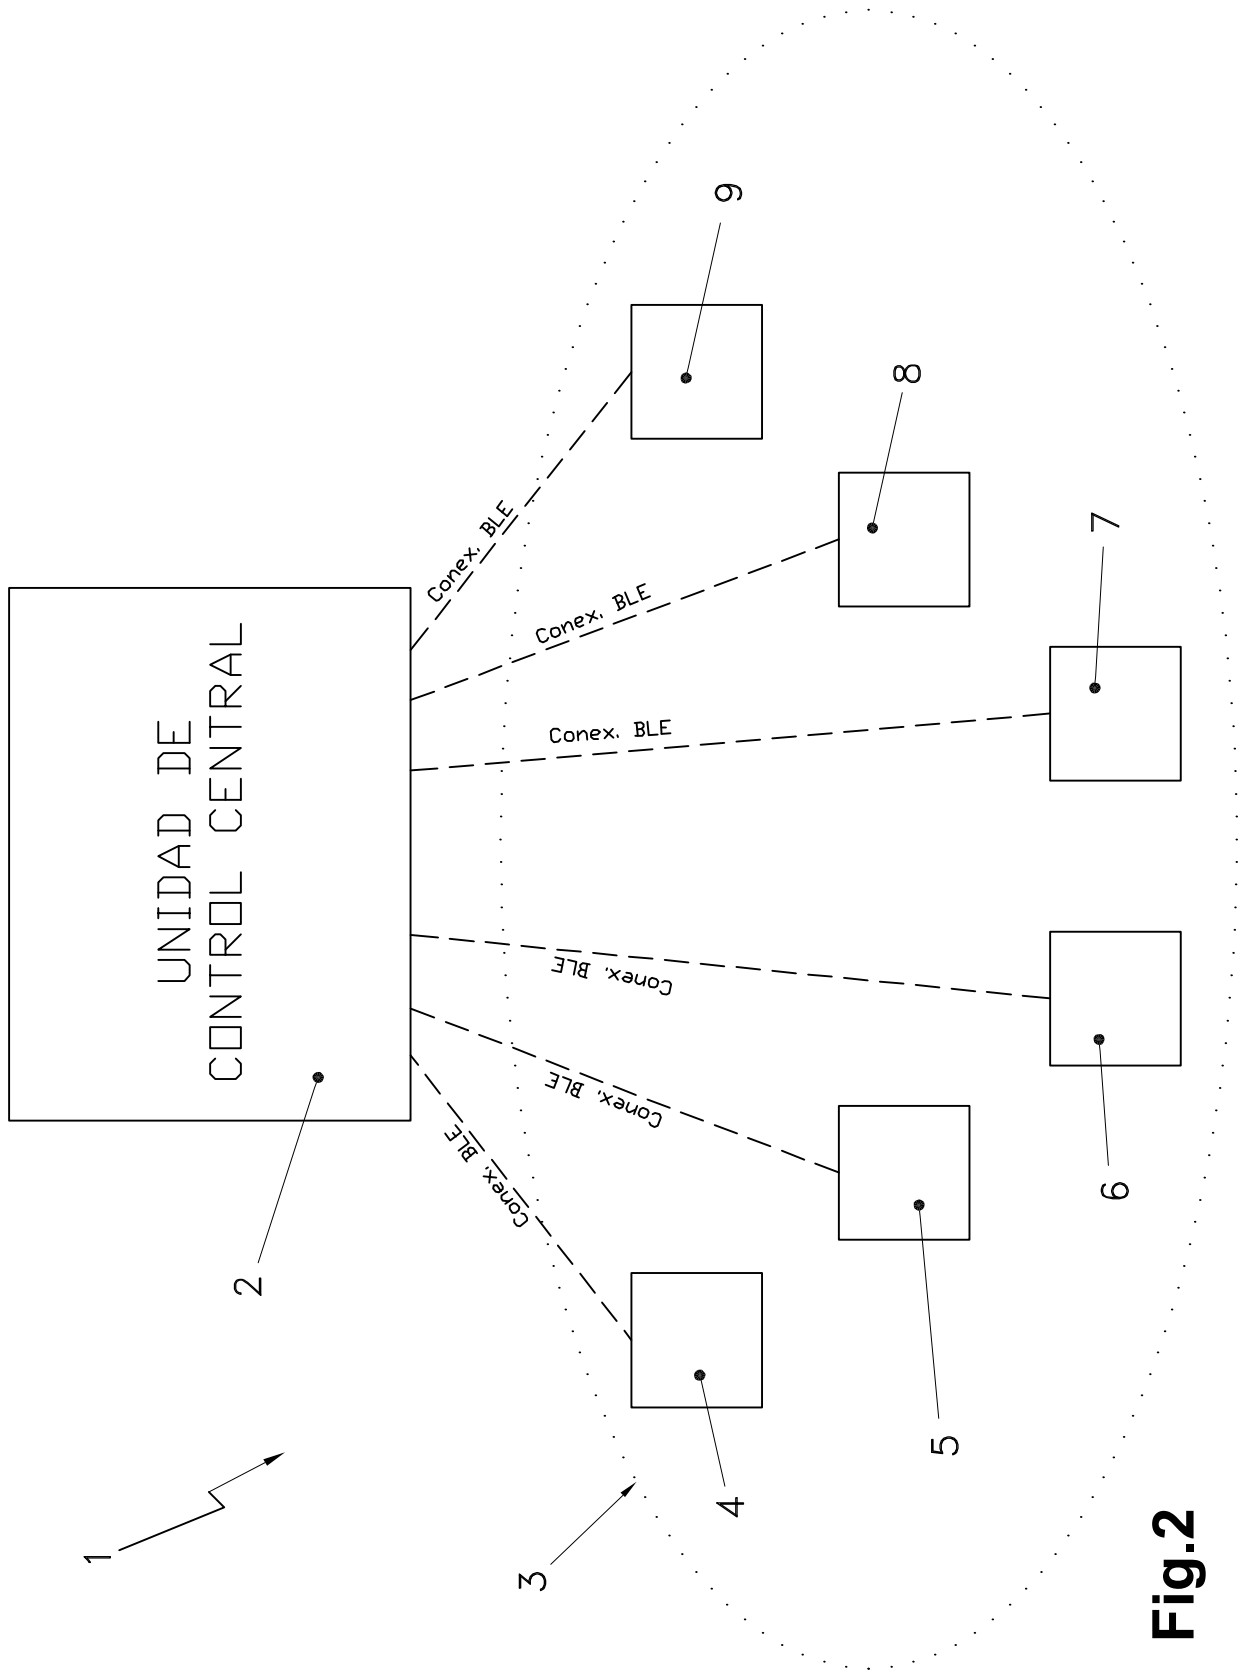 1
2
UNIDAD DE
CONTROL CENTRAL
Conex. BLE
Conex. BLE
Conex. BLE
Conex. BLE
Conex. BLE
Conex. BLE
3
4
5
6
7
8
9
Fig.2